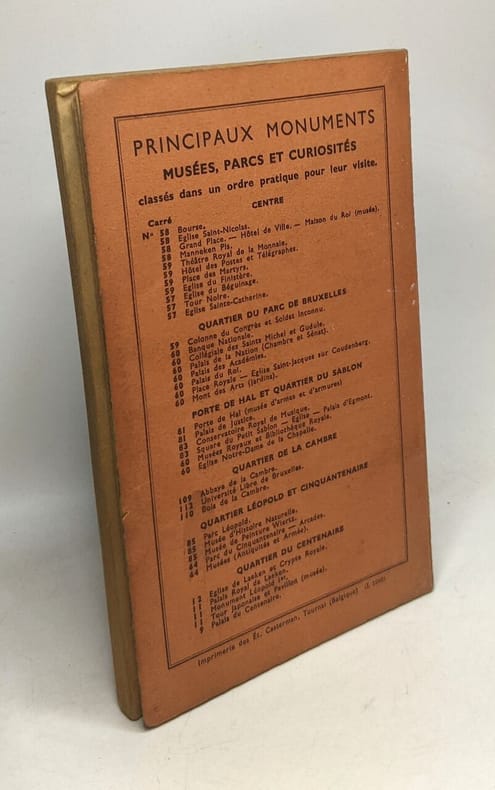 PRINCIPAUX MONUMENTS
MUSÉES, PARCS ET CURIOSITÉS
classés dans un ordre pratique pour leur visite.
Carré
CENTRE
Nº 58 Bourse.
58 Eglise Saint-Nicolas.
58 Grand Place. — Hôtel de Ville. — Maison du Roi (musée).
58 Manneken Pis.
59 Théâtre Royal de la Monnaie.
59 Hôtel des Postes et Télégraphes.
59 Place des Martyrs.
59 Eglise du Finistère.
57 Eglise du Béguinage.
57 Tour Noire.
57 Eglise Sainte-Catherine.
QUARTIER DU PARC DE BRUXELLES
59 Colonne du Congrès et Soldat Inconnu.
60 Banque Nationale.
60 Collégiale des Saints Michel et Gudule.
60 Palais de la Nation (Chambre et Sénat).
60 Palais des Académies.
60 Palais du Roi.
60 Place Royale — Eglise Saint-Jacques sur Coudenberg.
60 Mont des Arts (Jardins).
PORTE DE HAL ET QUARTIER DU SABLON
81 Porte de Hal (musée d'armes et d'armures)
81 Palais de Justice.
83 Conservatoire Royal de Musique.
83 Square du Petit Sablon — Eglise — Palais d'Egmont.
60 Musées Royaux et Bibliothèque Royale.
60 Eglise Notre-Dame de la Chapelle.
QUARTIER DE LA CAMBRE
109 Abbaye de la Cambre.
112 Université Libre de Bruxelles.
110 Bois de la Cambre.
QUARTIER LÉOPOLD ET CINQUANTENAIRE
85 Parc Léopold.
85 Musée d'Histoire Naturelle.
85 Musée de Peinture Wiertz.
64 Parc du Cinquantenaire — Arcades.
64 Musées (Antiquités et Armée).
QUARTIER DU CENTENAIRE
12 Eglise de Laeken et Crypte Royale.
11 Palais Royal de Laeken.
11 Monument Léopold Ier.
11 Tour Japonaise et Pavillon (musée).
9 Palais du Centenaire.
Imprimerie des Ét. Casterman, Tournai (Belgique)